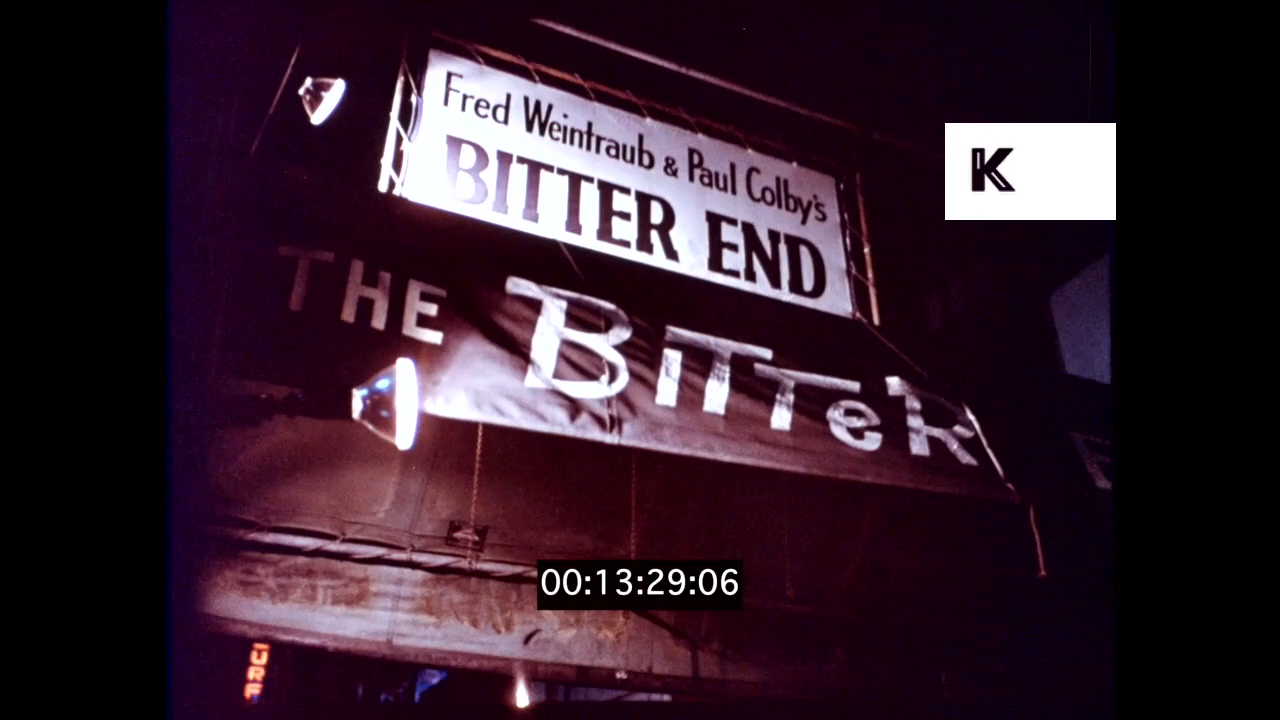 Fred Weintraub & Paul Colby's
BITTER END
K
THE BITTeR
00:13:29:06